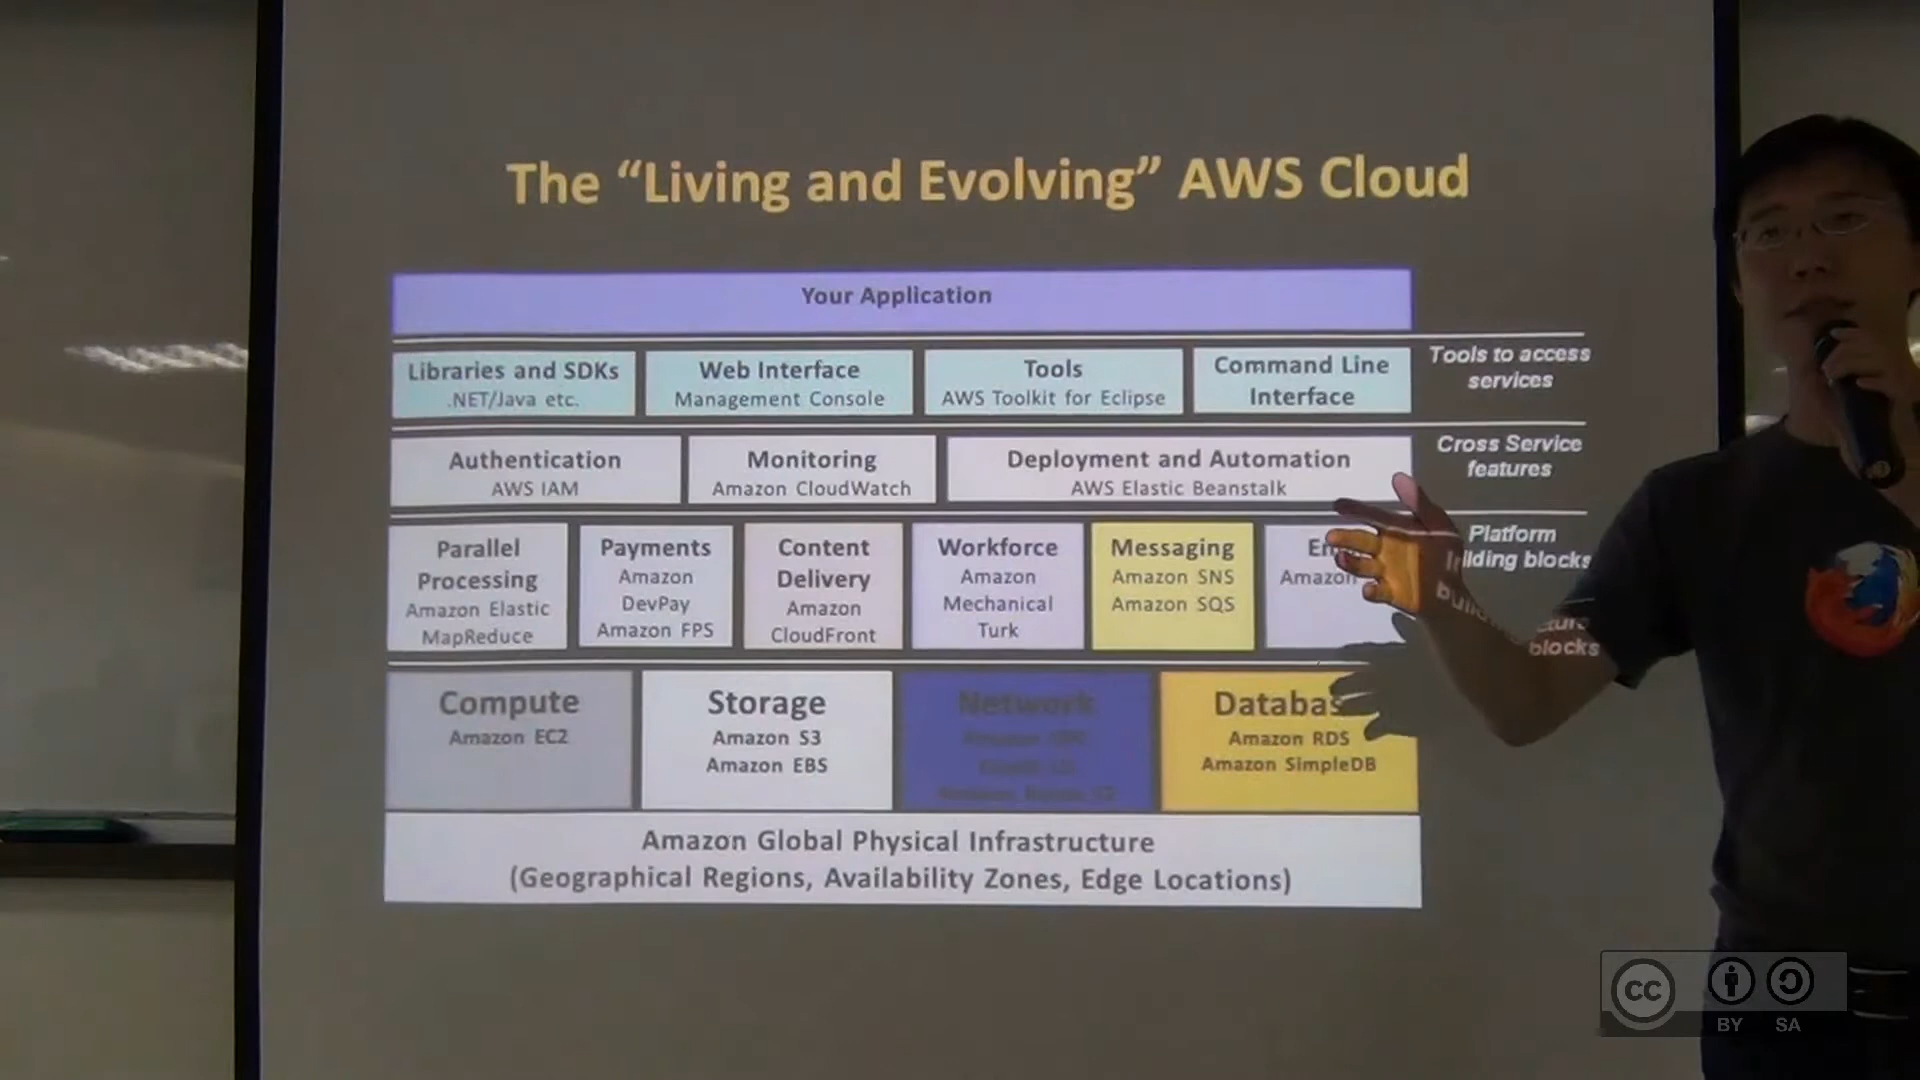 The “Living and Evolving” AWS Cloud
Your Application
Libraries and SDKs
.NET/Java etc.
Web Interface
Management Console
Tools
AWS Toolkit for Eclipse
Command Line
Interface
Tools to access
services
Authentication
AWS IAM
Monitoring
Amazon CloudWatch
Deployment and Automation
AWS Elastic Beanstalk
Cross Service
features
Parallel
Processing
Amazon Elastic
MapReduce
Payments
Amazon
DevPay
Amazon FPS
Content
Delivery
Amazon
CloudFront
Workforce
Amazon
Mechanical
Turk
Messaging
Amazon SNS
Amazon SQS
Amazon
Platform
blocks
blocks
Compute
Amazon EC2
Storage
Amazon S3
Amazon EBS
Network
Amazon RDS
Amazon SimpleDB
Amazon Global Physical Infrastructure
(Geographical Regions, Availability Zones, Edge Locations)
cc
BY SA